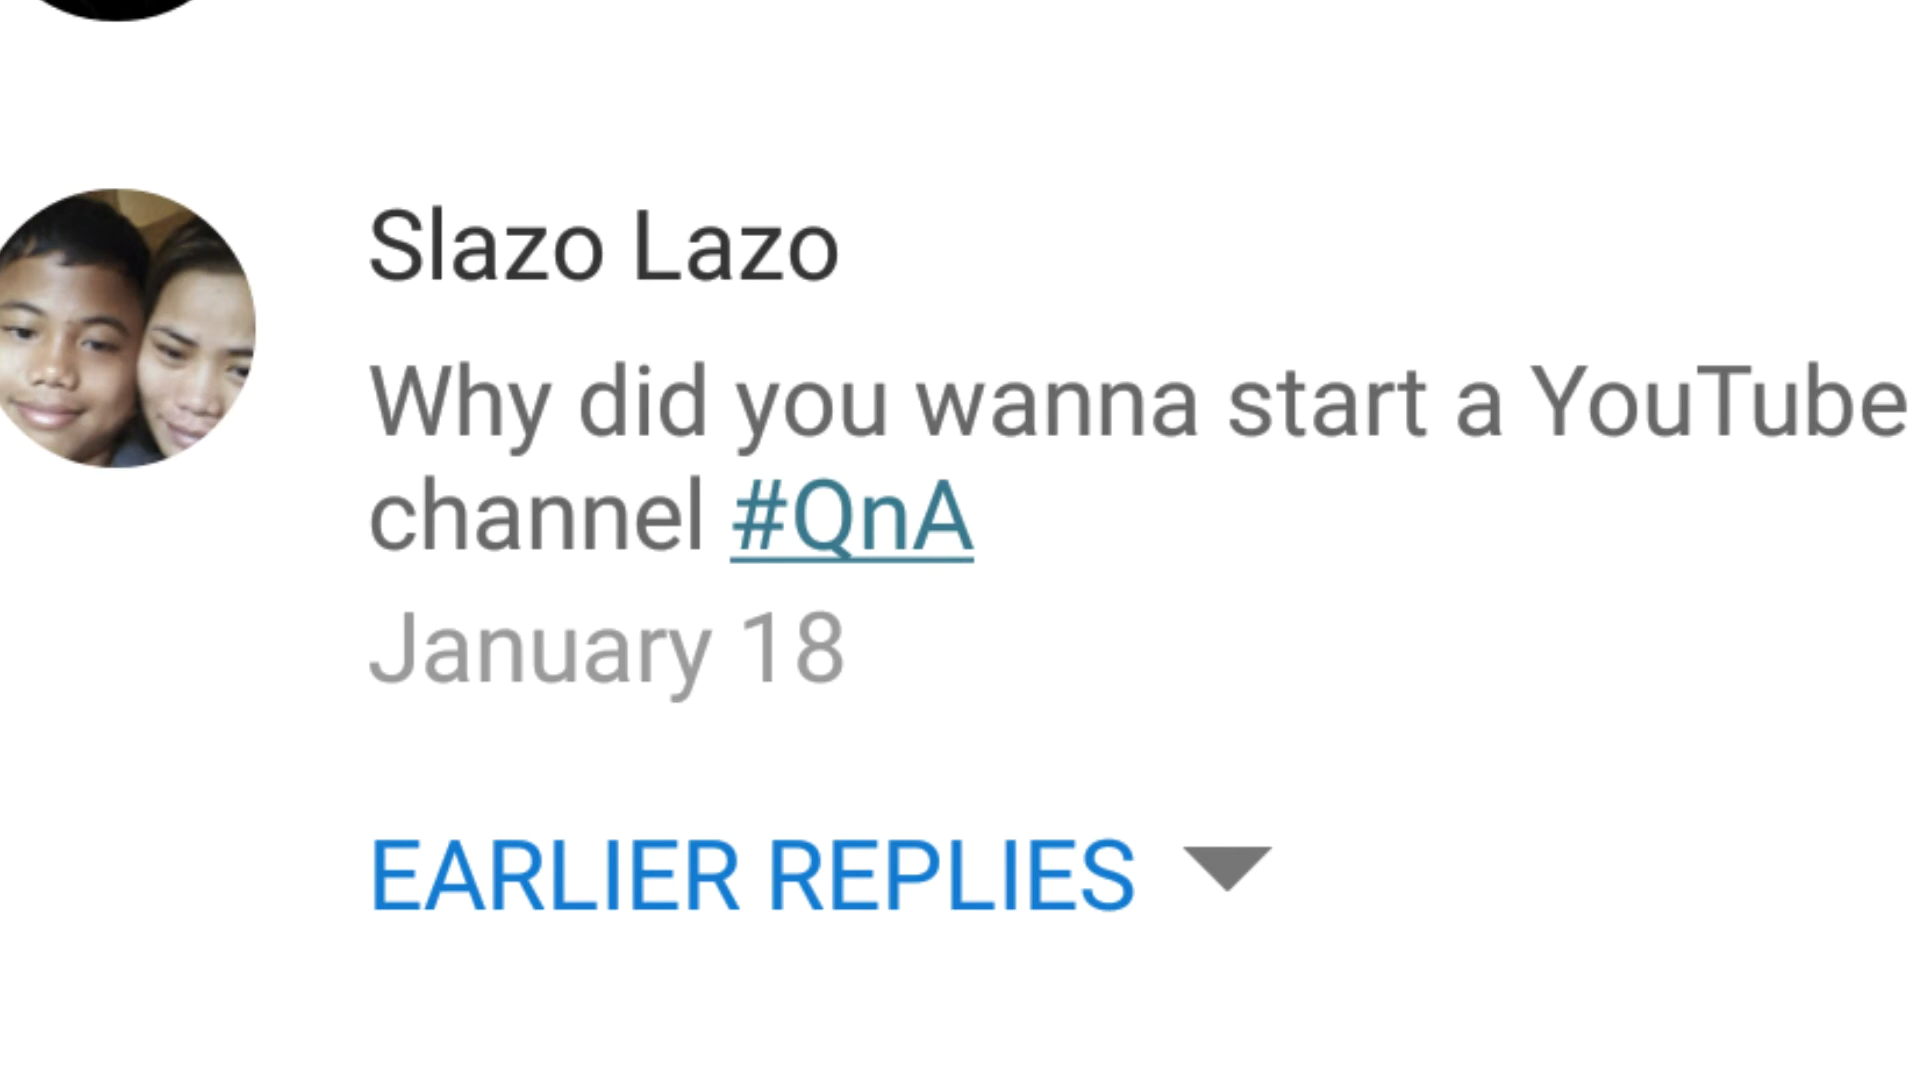 Slazo Lazo
Why did you wanna start a YouTube
channel #QnA
January 18
EARLIER REPLIES